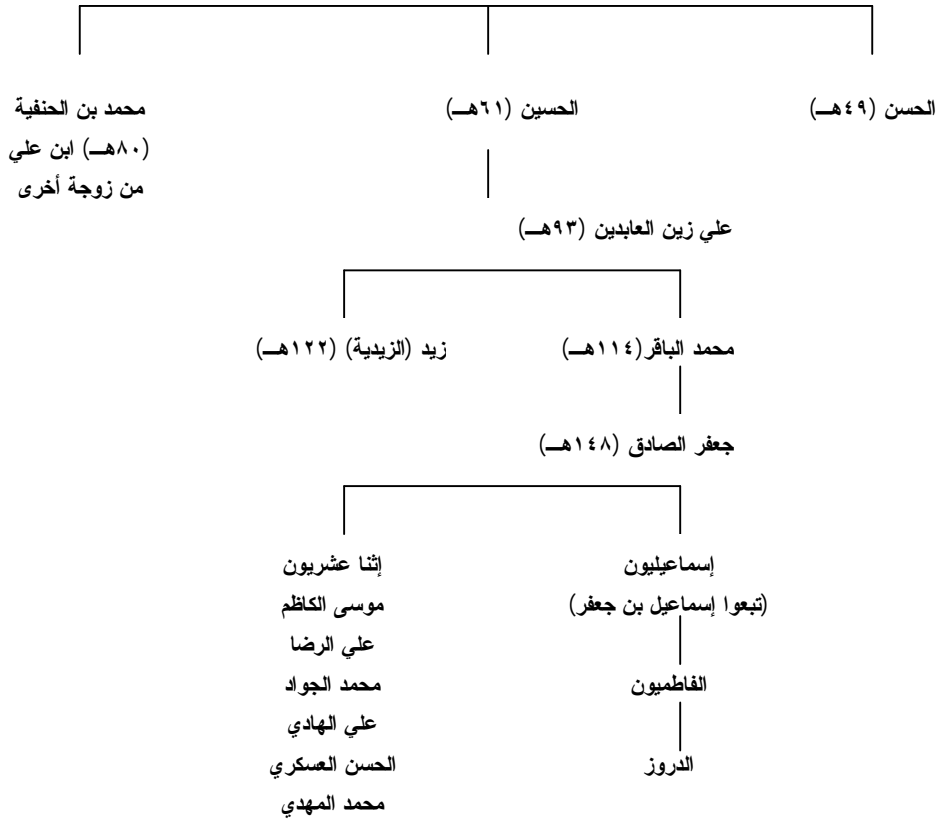 الحسن (٤٩هـ)
الحسين (٦١هـ)
محمد بن الحنفية
(٨٠هـ) ابن علي
من زوجة أخرى
علي زين العابدين (٩٣هـ)
محمد الباقر(١١٤هـ)
زيد (الزيدية) (١٢٢هـ)
جعفر الصادق (١٤٨هـ)
إسماعيليون
(تبعوا إسماعيل بن جعفر)
الفاطميون
الدروز
إثنا عشريون
موسى الكاظم
علي الرضا
محمد الجواد
علي الهادي
الحسن العسكري
محمد المهدي